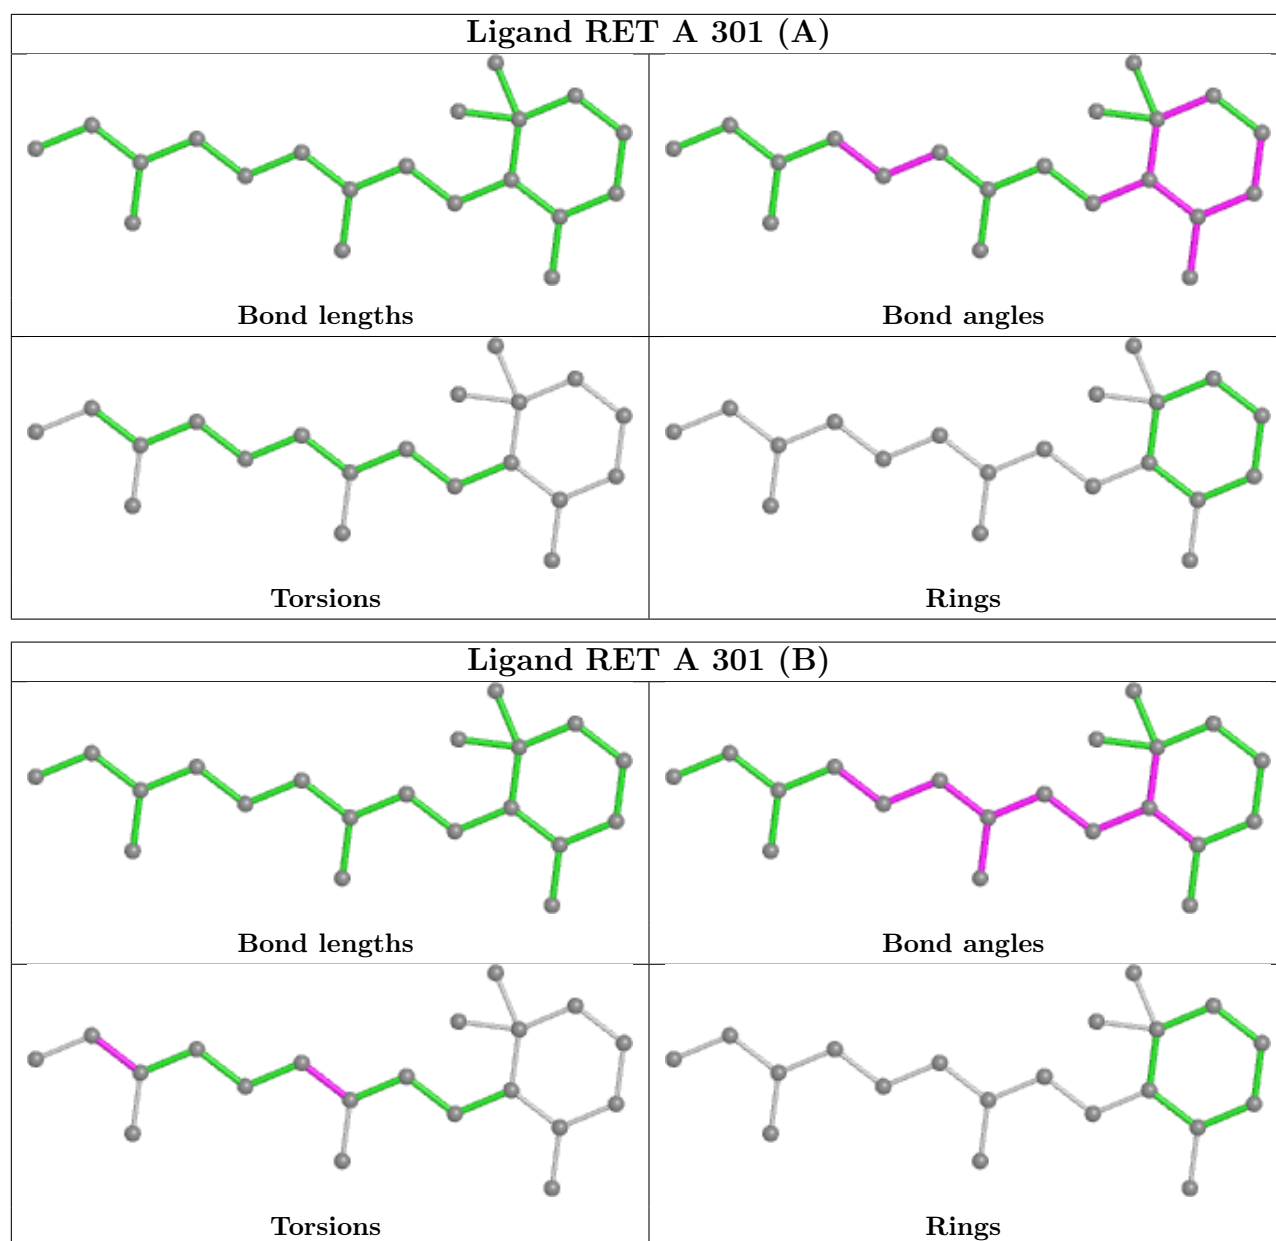 Ligand RET A 301 (A)
Bond lengths
Bond angles
Torsions
Rings
Ligand RET A 301 (B)
Bond lengths
Bond angles
Torsions
Rings